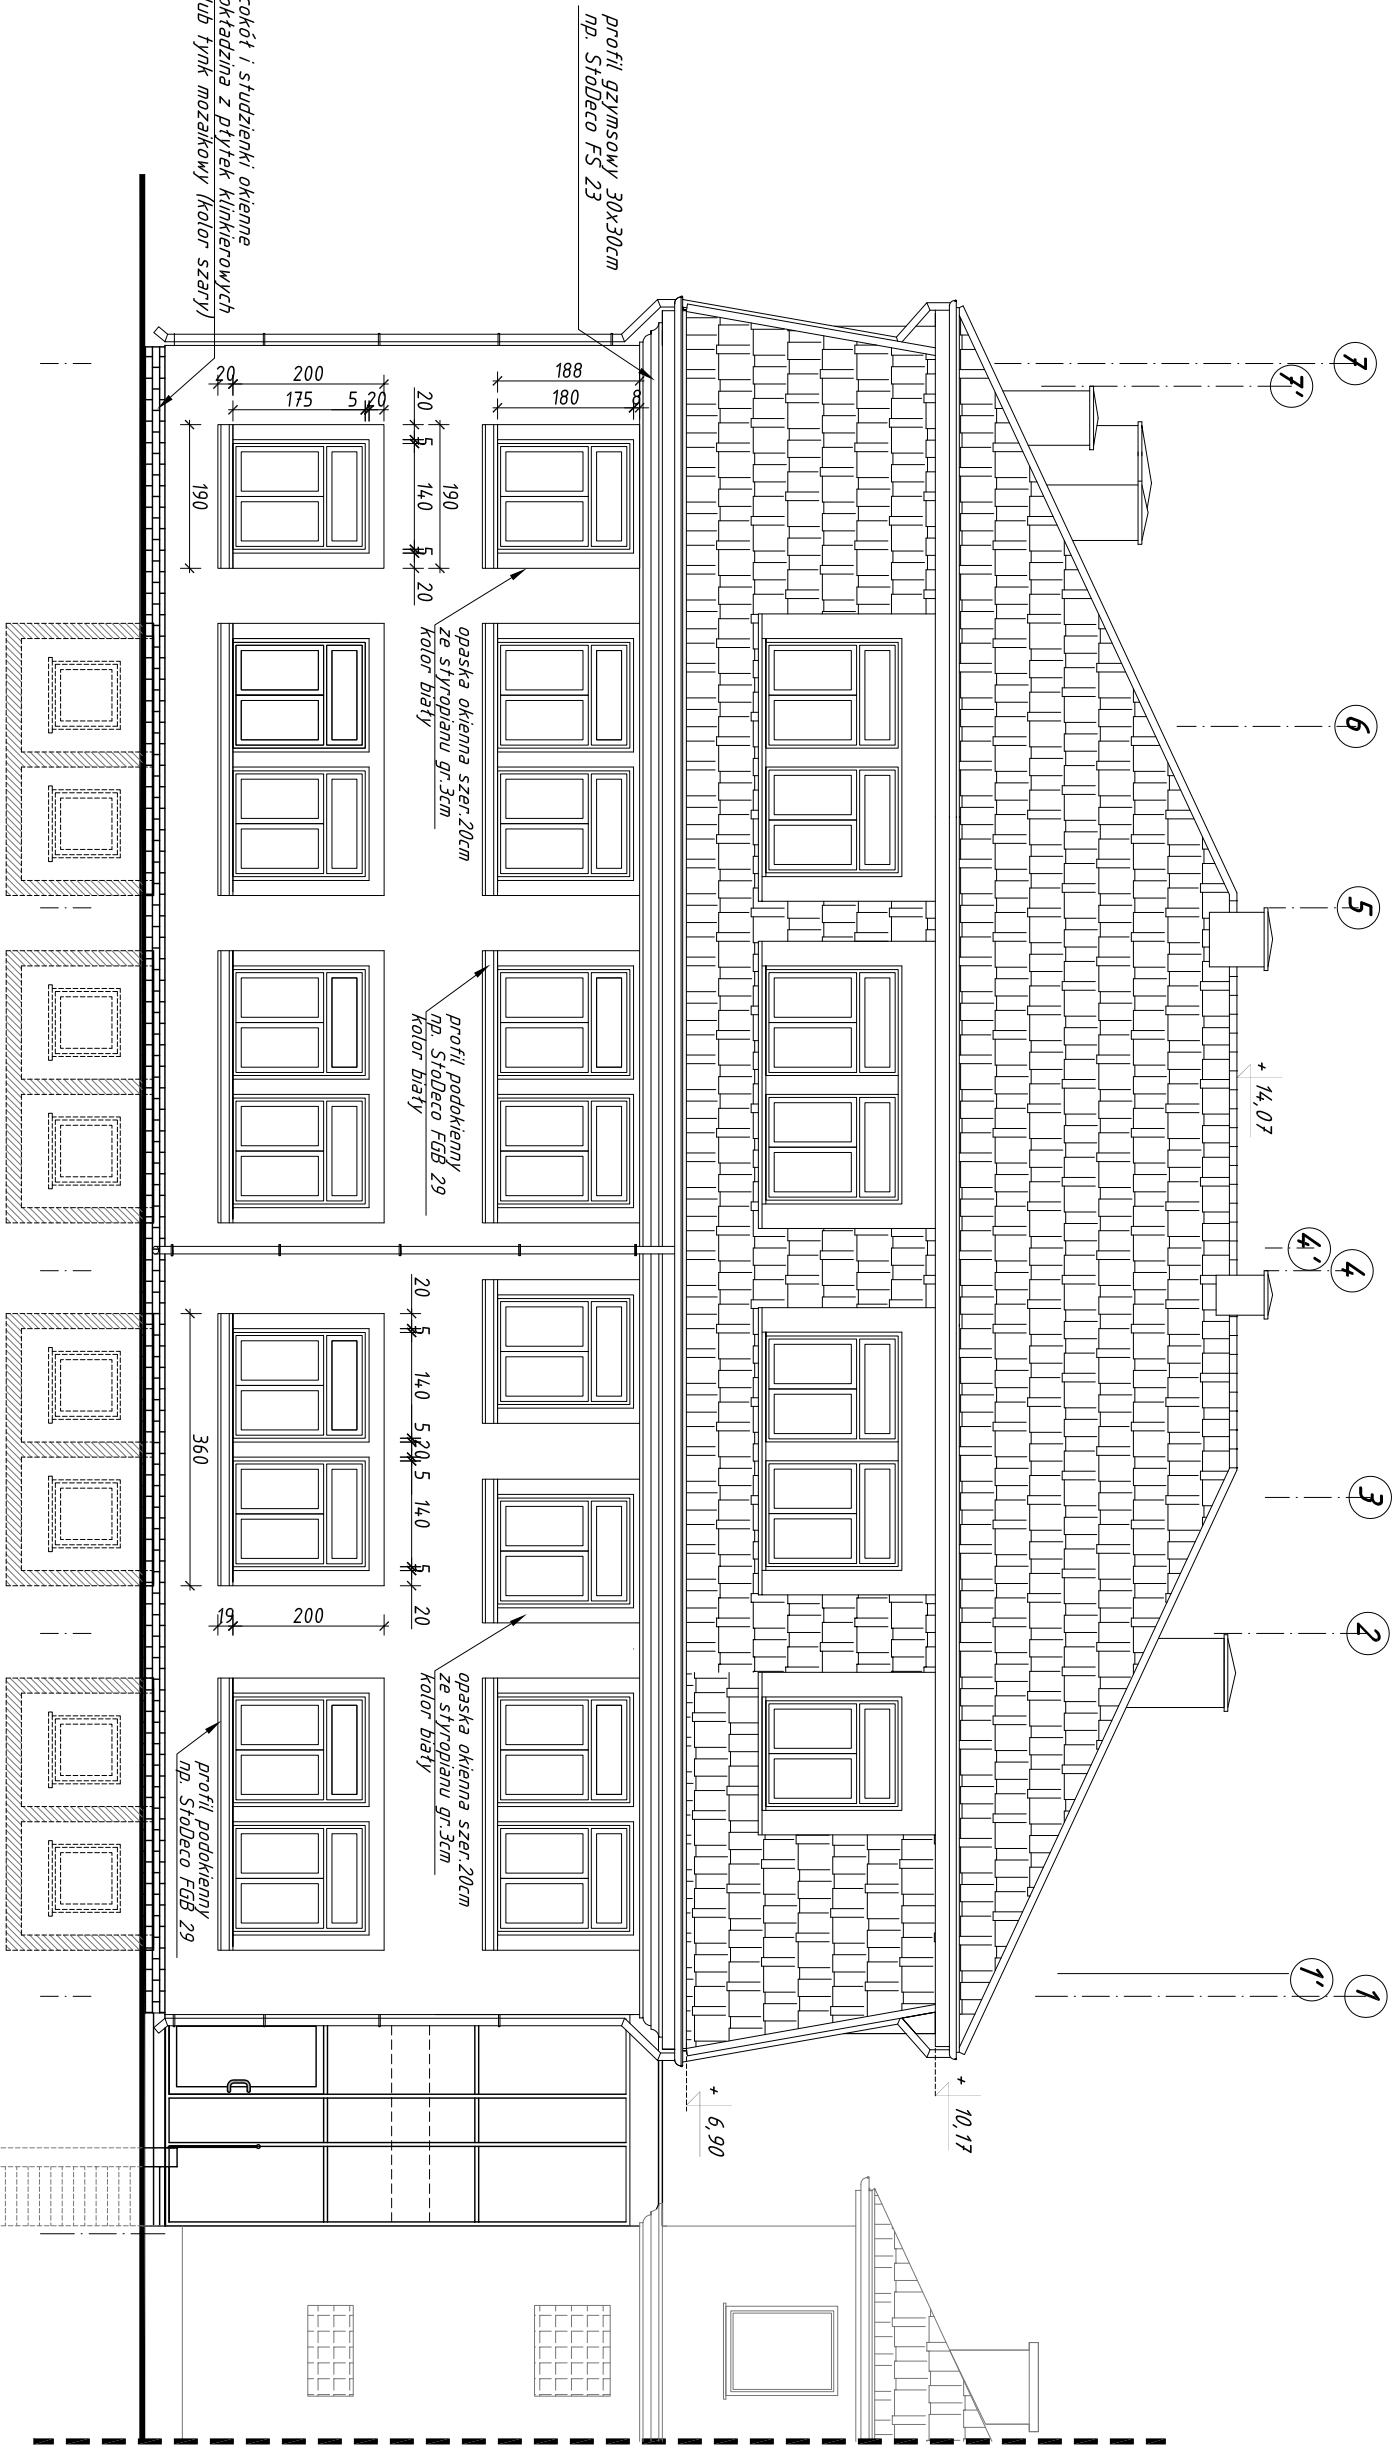 7
7'
6
5
4'
4
3
2
1'
1
+ 14,07
+ 10,17
+ 6,90
profil gzymsowy 30x30cm
np. StoDeco FS 23
188
180
8
190
20
5
140
5
20
opaska okienna szer.20cm
ze styropianu gr.3cm
kolor biały
profil podokienny
np. StoDeco FGB 29
kolor biały
opaska okienna szer.20cm
ze styropianu gr.3cm
kolor biały
20
200
175
5
20
190
20
5
140
5
20
5
140
5
20
360
19
200
profil podokienny
np. StoDeco FGB 29
cokół i studzienki okienne
okładzina z płytek klinkierowych
lub tynk mozaikowy (kolor szary)